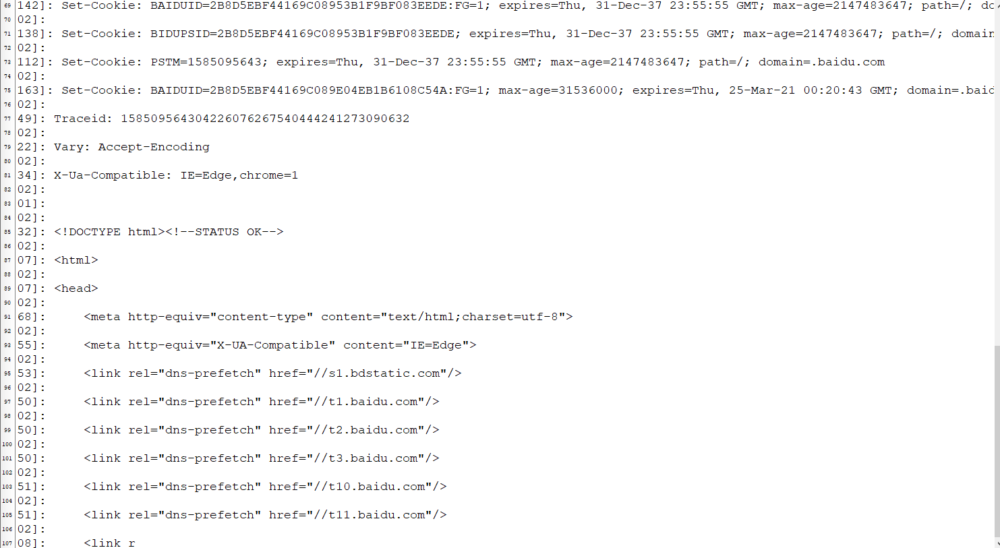 69 142]: Set-Cookie: BAIDUID=2B8D5EBF44169C08953B1F9BF083EEDE:FG=1; expires=Thu, 31-Dec-37 23:55:55 GMT; max-age=2147483647; path=/; do
70 02]:
71 138]: Set-Cookie: BIDUPSID=2B8D5EBF44169C08953B1F9BF083EEDE; expires=Thu, 31-Dec-37 23:55:55 GMT; max-age=2147483647; path=/; domain
72 02]:
73 112]: Set-Cookie: PSTM=1585095643; expires=Thu, 31-Dec-37 23:55:55 GMT; max-age=2147483647; path=/; domain=.baidu.com
74 02]:
75 163]: Set-Cookie: BAIDUID=2B8D5EBF44169C089E04EB1B6108C54A:FG=1; max-age=31536000; expires=Thu, 25-Mar-21 00:20:43 GMT; domain=.baid
76 02]:
77 49]: Traceid: 158509564304226076267540444241273090632
78 02]:
79 22]: Vary: Accept-Encoding
80 02]:
81 34]: X-Ua-Compatible: IE=Edge,chrome=1
82 02]:
83 01]:
84 02]:
85 32]: <!DOCTYPE html><!--STATUS OK-->
86 02]:
87 07]: <html>
88 02]:
89 07]: <head>
90 02]:
91 68]:     <meta http-equiv="content-type" content="text/html;charset=utf-8">
92 02]:
93 55]:     <meta http-equiv="X-UA-Compatible" content="IE=Edge">
94 02]:
95 53]:     <link rel="dns-prefetch" href="//s1.bdstatic.com"/>
96 02]:
97 50]:     <link rel="dns-prefetch" href="//t1.baidu.com"/>
98 02]:
99 50]:     <link rel="dns-prefetch" href="//t2.baidu.com"/>
100 02]:
101 50]:     <link rel="dns-prefetch" href="//t3.baidu.com"/>
102 02]:
103 51]:     <link rel="dns-prefetch" href="//t10.baidu.com"/>
104 02]:
105 51]:     <link rel="dns-prefetch" href="//t11.baidu.com"/>
106 02]:
107 08]:     <link r